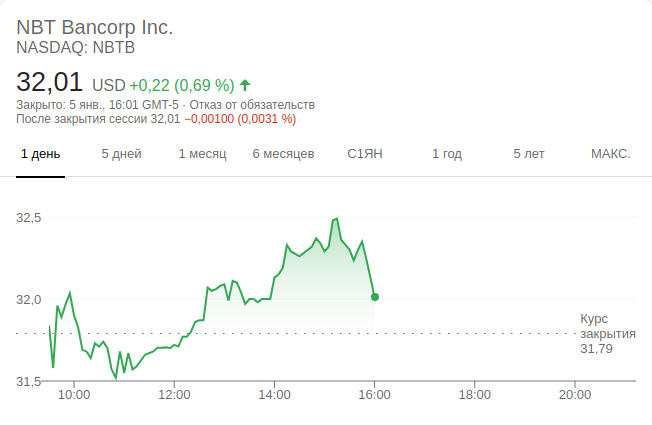 NBT Bancorp Inc.
NASDAQ: NBTB
32,01 USD +0,22 (0,69 %)
Закрыто: 5 янв., 16:01 GMT-5 · Отказ от обязательств
После закрытия сессии 32,01 −0,00100 (0,0031 %)
1 день 5 дней 1 месяц 6 месяцев С1ЯН 1 год 5 лет МАКС.
32,5
32,0
Курс
закрытия
31,79
31,5
10:00 12:00 14:00 16:00 18:00 20:00